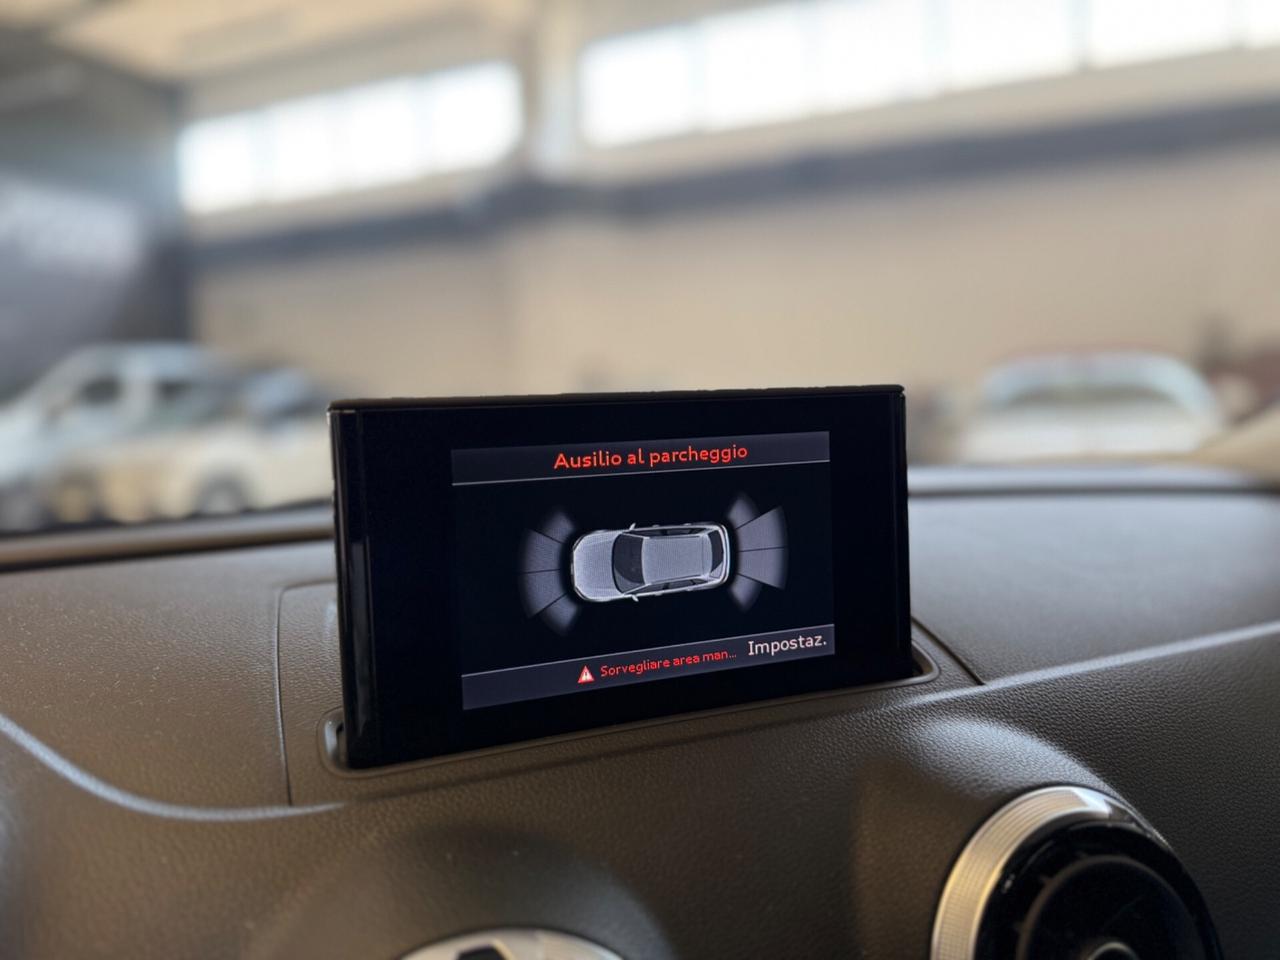 Ausilio al parcheggio
Sorvegliare area man...
Impostaz.